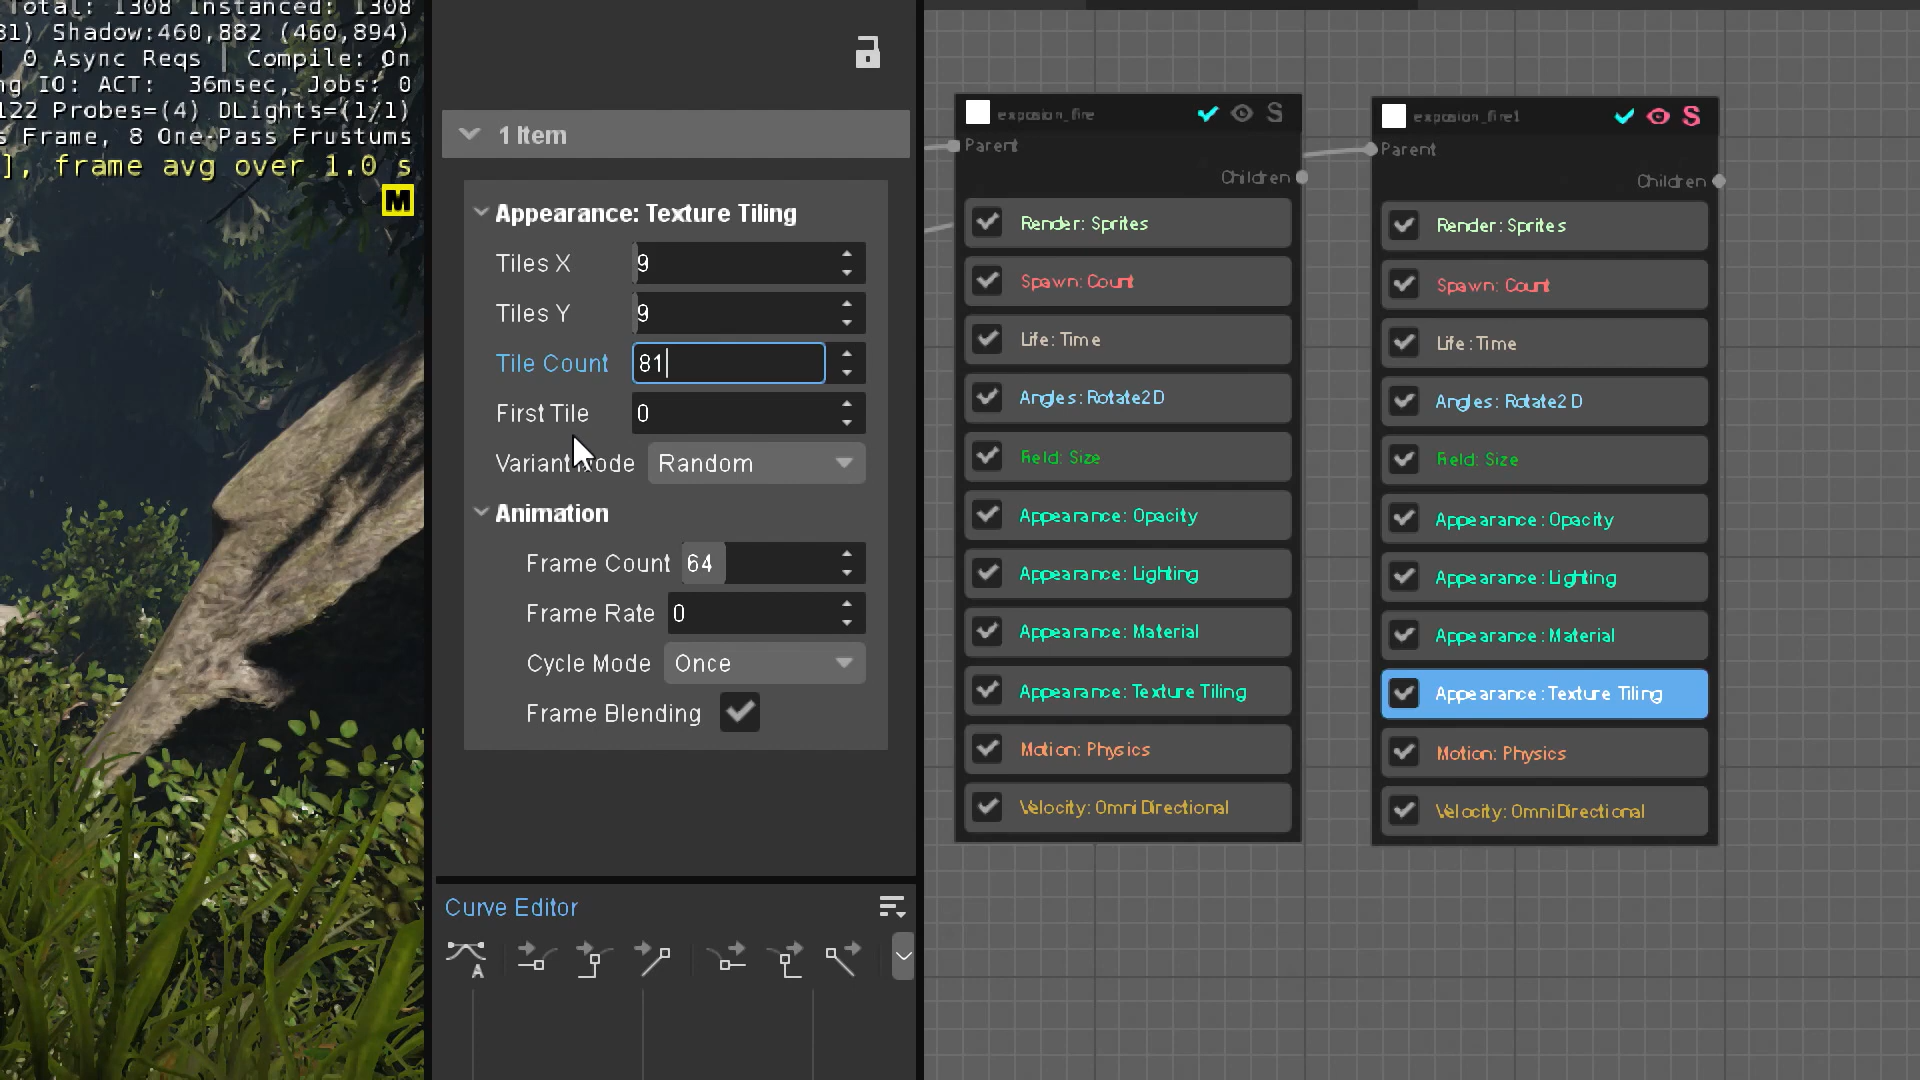 Total: 1308 Instanced: 1308
81) Shadow:460,882 (460,894)
0 Async Reqs | Compile: On
ng IO: ACT: 36msec, Jobs: 0
122 Probes=(4) DLights=(1/1)
s Frame, 8 One-Pass Frustums
], frame avg over 1.0 s
M
1 Item
Appearance: Texture Tiling
Tiles X 9
Tiles Y 9
Tile Count 81
First Tile 0
Variant Mode Random
Animation
Frame Count 64
Frame Rate 0
Cycle Mode Once
Frame Blending
Curve Editor
A
exposion_fire
S
Parent
Children
Render: Sprites
Spawn: Count
Life: Time
Angles: Rotate2D
Field: Size
Appearance: Opacity
Appearance: Lighting
Appearance: Material
Appearance: Texture Tiling
Motion: Physics
Velocity: OmniDirectional
exposion_fire1
S
Parent
Children
Render: Sprites
Spawn: Count
Life: Time
Angles: Rotate2D
Field: Size
Appearance: Opacity
Appearance: Lighting
Appearance: Material
Appearance: Texture Tiling
Motion: Physics
Velocity: OmniDirectional